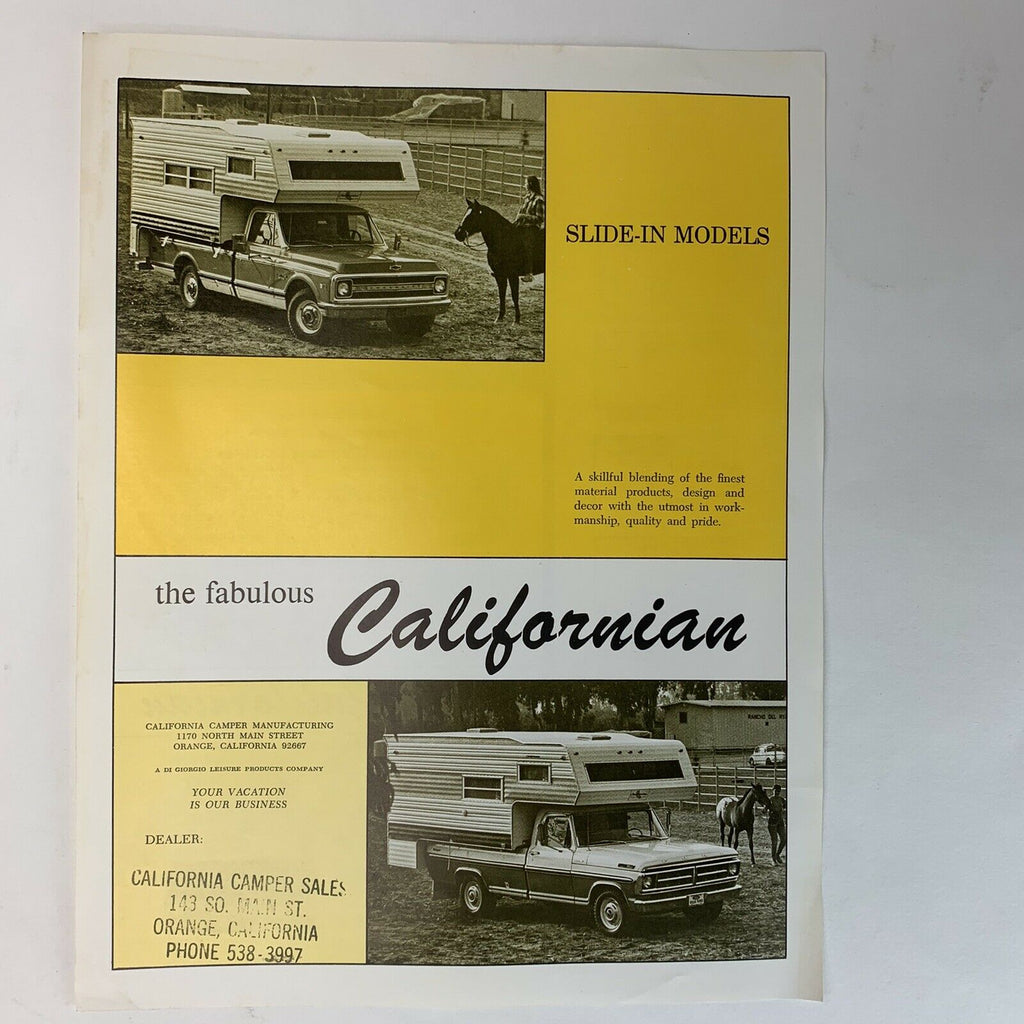 SLIDE-IN MODELS
A skillful blending of the finest
material products, design and
decor with the utmost in work-
manship, quality and pride.
the fabulous Californian
CALIFORNIA CAMPER MANUFACTURING
1170 NORTH MAIN STREET
ORANGE, CALIFORNIA 92667
A DI GIORGIO LEISURE PRODUCTS COMPANY
YOUR VACATION
IS OUR BUSINESS
DEALER:
CALIFORNIA CAMPER SALES
143 SO. MAIN ST.
ORANGE, CALIFORNIA
PHONE 538-3997
RANCHO DEL